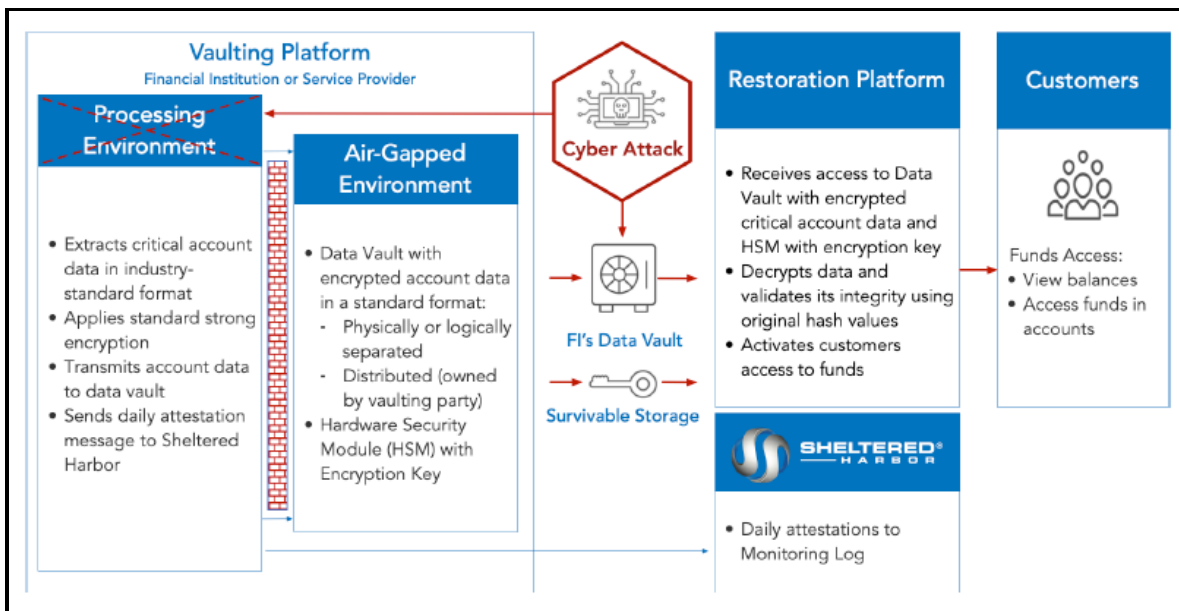 Vaulting Platform
Financial Institution or Service Provider
Processing
Environment
• Extracts critical account
data in industry-
standard format
• Applies standard strong
encryption
• Transmits account data
to data vault
• Sends daily attestation
message to Sheltered
Harbor
Air-Gapped
Environment
• Data Vault with
encrypted account data
in a standard format:
- Physically or logically
separated
- Distributed (owned
by vaulting party)
• Hardware Security
Module (HSM) with
Encryption Key
Cyber Attack
FI's Data Vault
Survivable Storage
Restoration Platform
• Receives access to Data
Vault with encrypted
critical account data and
HSM with encryption key
• Decrypts data and
validates its integrity using
original hash values
• Activates customers
access to funds
SHELTERED®
HARBOR
• Daily attestations to
Monitoring Log
Customers
Funds Access:
• View balances
• Access funds in
accounts